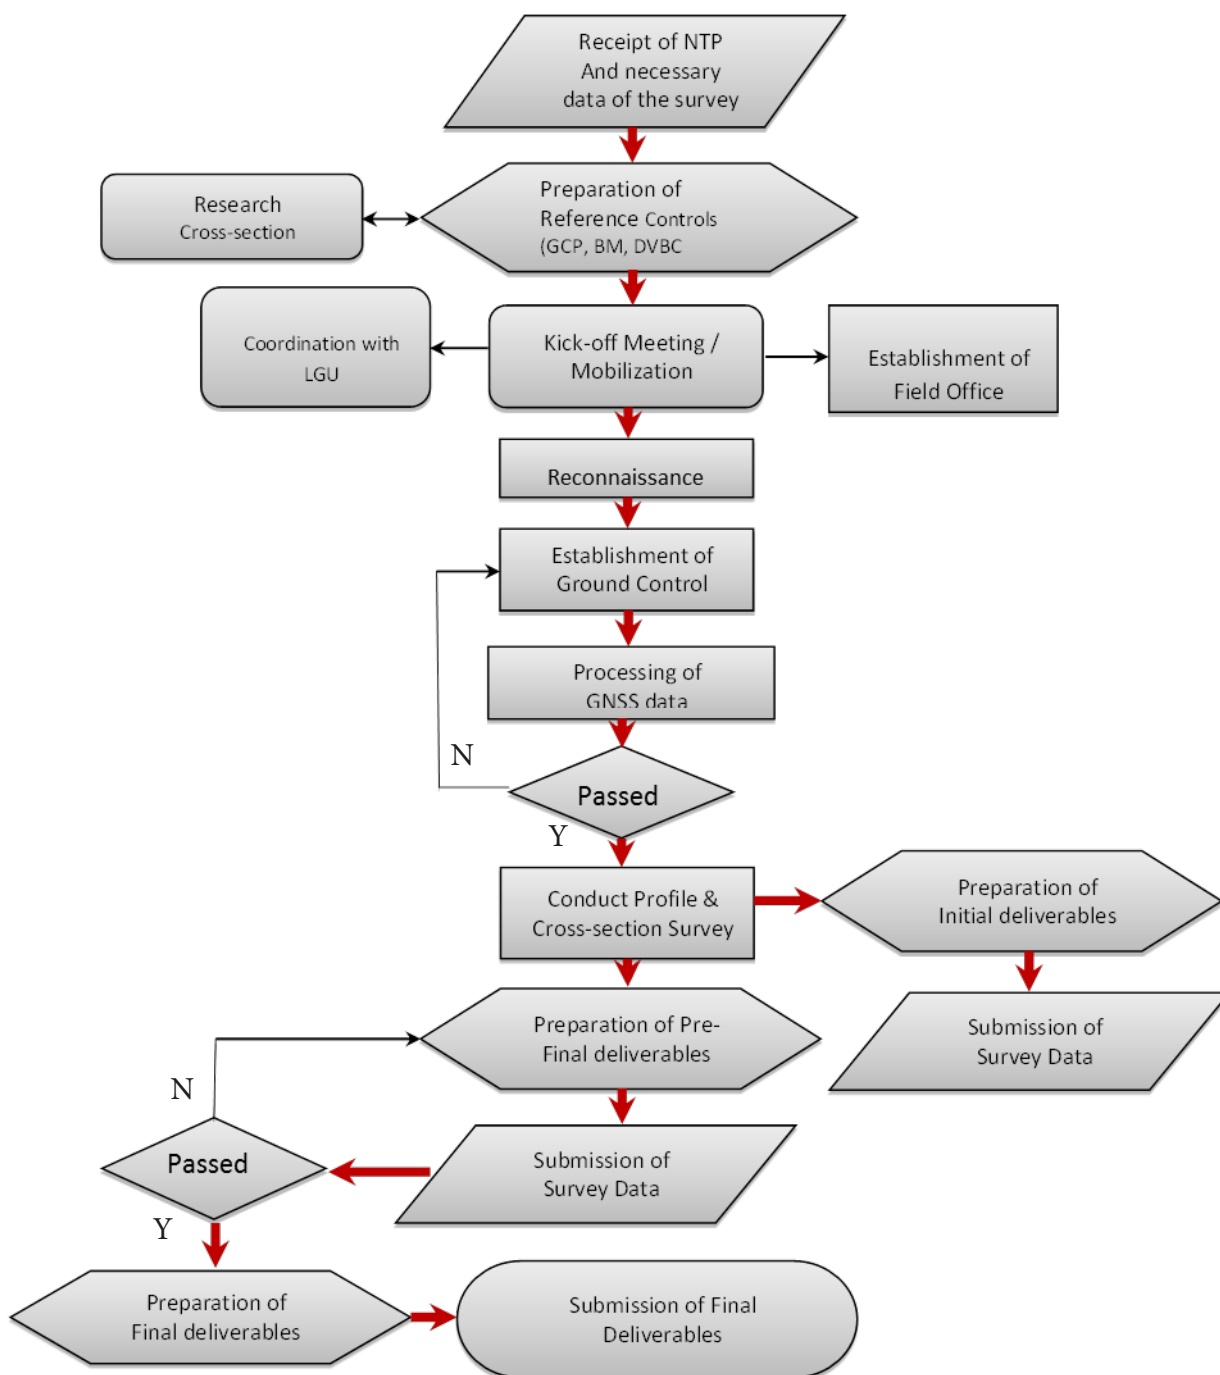 Receipt of NTP
And necessary
data of the survey
Preparation of
Reference Controls
(GCP, BM, DVBC
Research
Cross-section
Kick-off Meeting /
Mobilization
Coordination with
LGU
Establishment of
Field Office
Reconnaissance
Establishment of
Ground Control
Processing of
GNSS data
N
Passed
Y
Conduct Profile &
Cross-section Survey
Preparation of
Initial deliverables
Submission of
Survey Data
Preparation of Pre-
Final deliverables
N
Submission of
Survey Data
Passed
Y
Preparation of
Final deliverables
Submission of Final
Deliverables